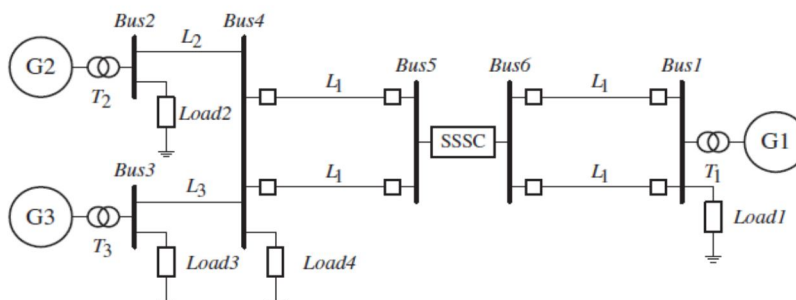 Bus2
Bus4
G2
T2
L2
Load2
L1
Bus5
Bus6
L1
Bus1
SSSC
T1
G1
Bus3
G3
T3
L3
L1
L1
Load3
Load4
Load1